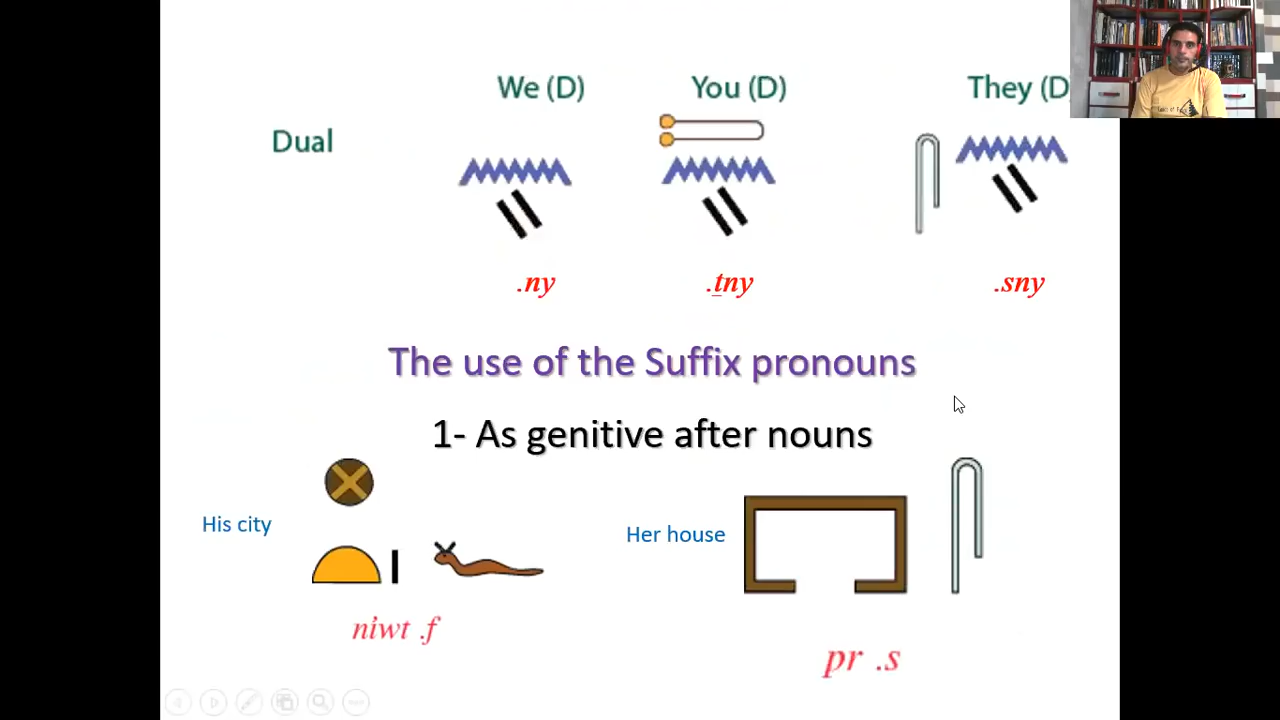 We (D) You (D) They (D
Dual
.ny .ṯny .sny
The use of the Suffix pronouns
1- As genitive after nouns
His city
Her house
niwt .f
pr .s